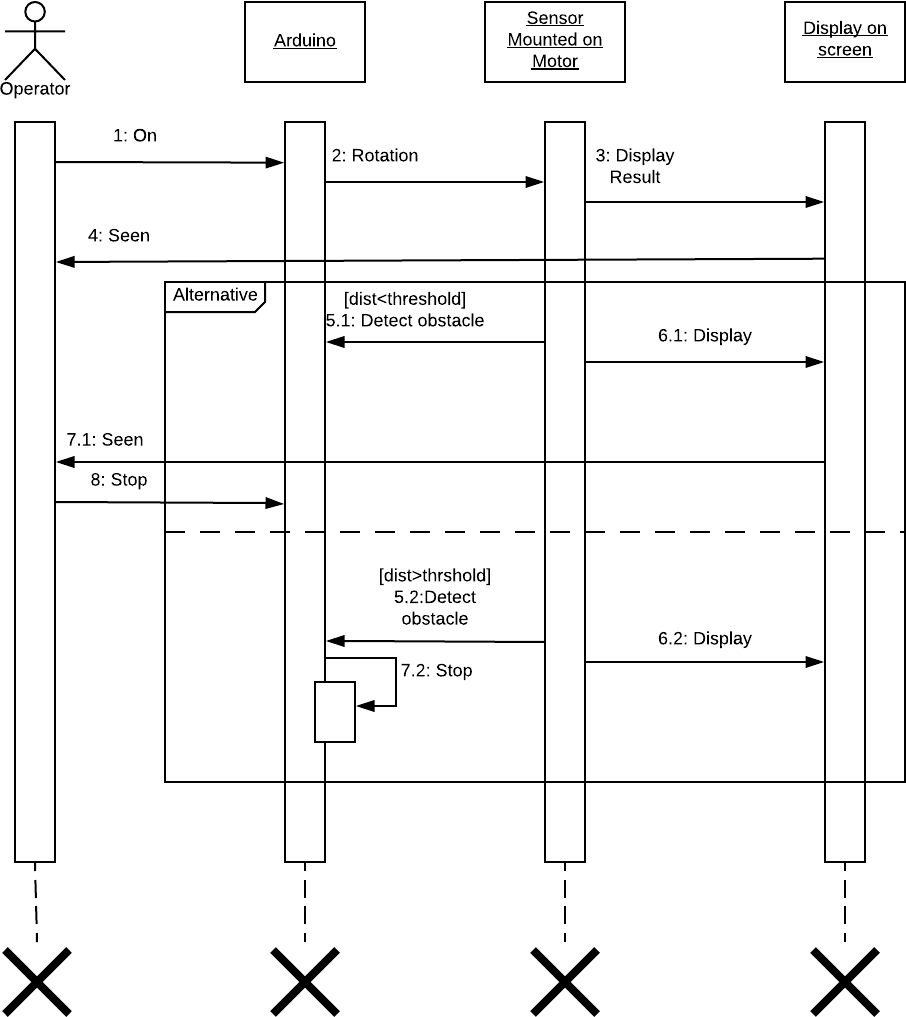 Operator
Arduino
Sensor
Mounted on
Motor
Display on
screen
1: On
2: Rotation
3: Display
Result
4: Seen
Alternative
[dist<threshold]
5.1: Detect obstacle
6.1: Display
7.1: Seen
8: Stop
[dist>thrshold]
5.2:Detect
obstacle
6.2: Display
7.2: Stop